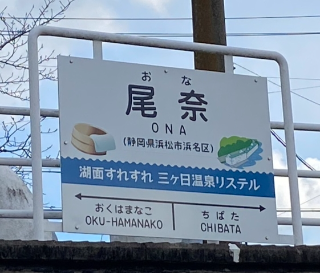 おな
尾奈
ONA
(静岡県浜松市浜名区)
湖面すれすれ 三ヶ日温泉リステル
おくはまなこ ちばた
OKU-HAMANAKO CHIBATA